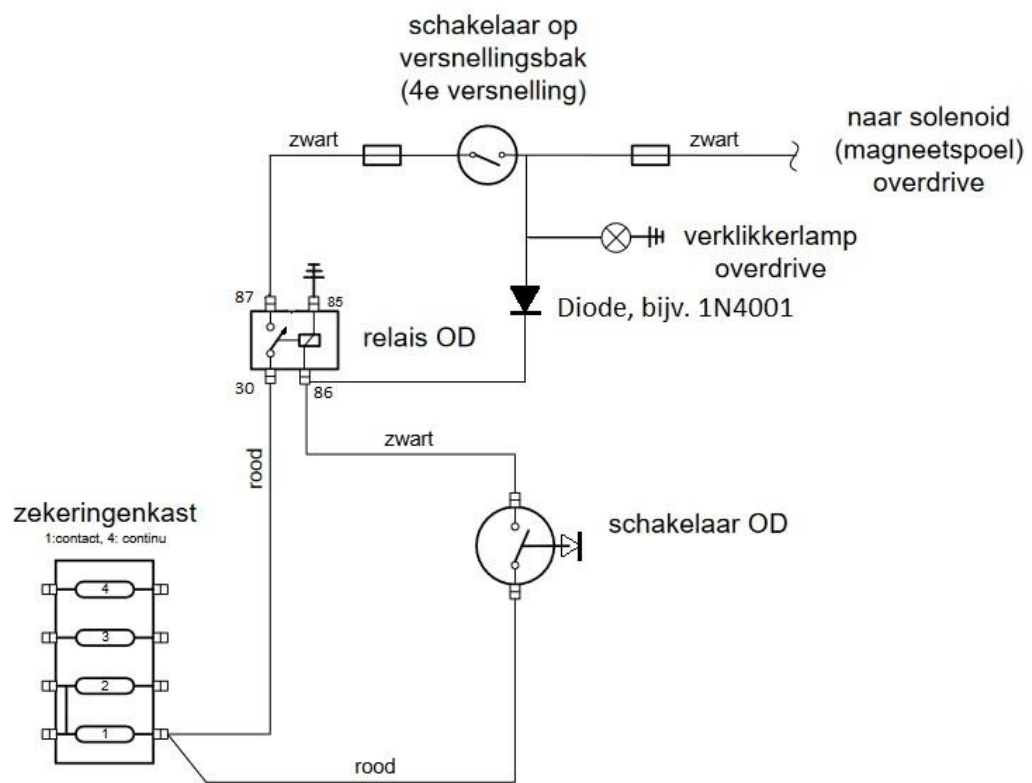 schakelaar op
versnellingsbak
(4e versnelling)
zwart
zwart
naar solenoid
(magneetspoel)
overdrive
verklikkerlamp
overdrive
Diode, bijv. 1N4001
87
85
relais OD
30
86
zwart
rood
schakelaar OD
zekeringenkast
1:contact, 4: continu
4
3
2
1
rood